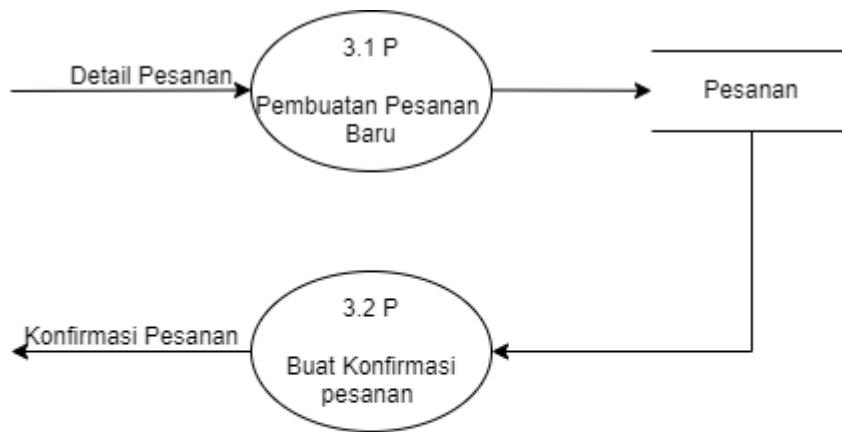 3.1 P
Detail Pesanan
Pembuatan Pesanan
Baru
Pesanan
3.2 P
Konfirmasi Pesanan
Buat Konfirmasi
pesanan